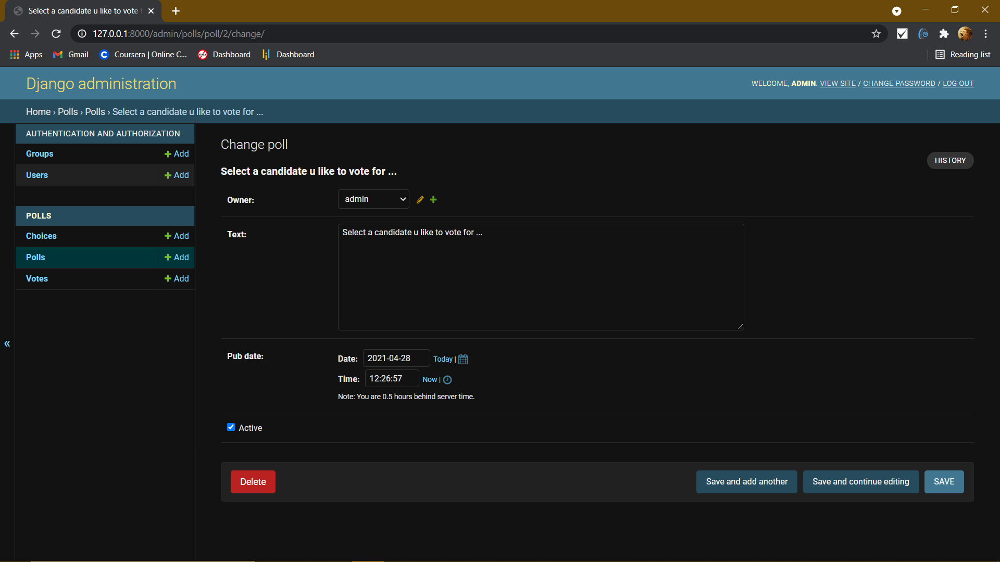 Select a candidate u like to vote f
127.0.0.1:8000/admin/polls/poll/2/change/
Apps Gmail Coursera | Online C... Dashboard Dashboard Reading list
Django administration
WELCOME, ADMIN. VIEW SITE / CHANGE PASSWORD / LOG OUT
Home › Polls › Polls › Select a candidate u like to vote for ...
AUTHENTICATION AND AUTHORIZATION
Groups Add
Users Add
POLLS
Choices Add
Polls Add
Votes Add
«
Change poll
HISTORY
Select a candidate u like to vote for ...
Owner: admin
Text: Select a candidate u like to vote for ...
Pub date:
Date: 2021-04-28 Today |
Time: 12:26:57 Now |
Note: You are 0.5 hours behind server time.
Active
Delete Save and add another Save and continue editing SAVE